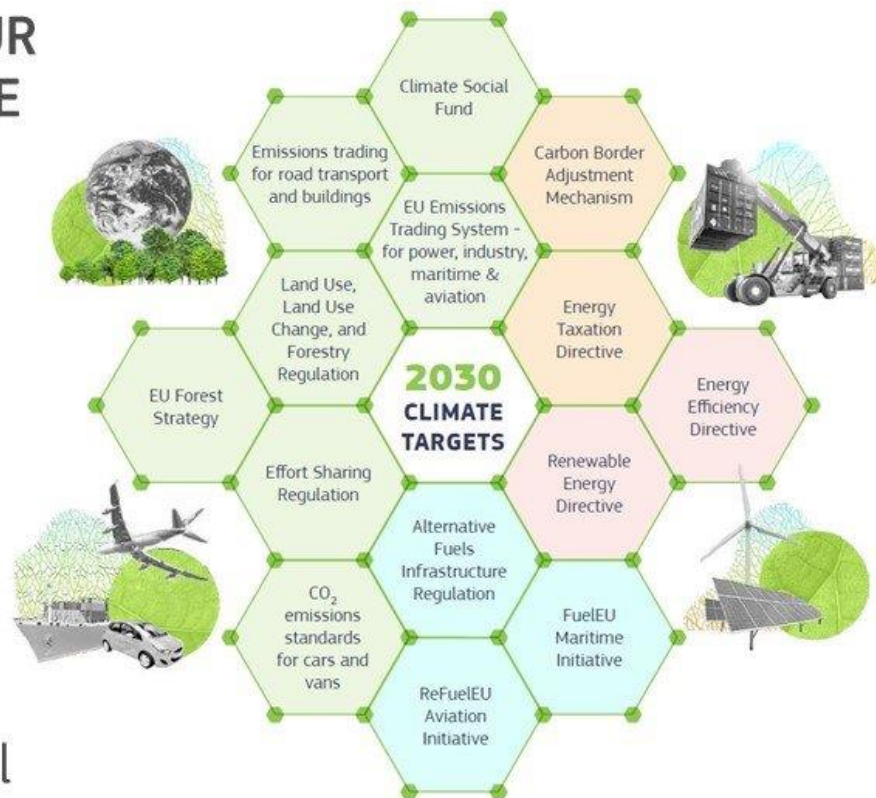 UR
E
Climate Social
Fund
Emissions trading
for road transport
and buildings
Carbon Border
Adjustment
Mechanism
EU Emissions
Trading System -
for power, industry,
maritime &
aviation
Land Use,
Land Use
Change, and
Forestry
Regulation
Energy
Taxation
Directive
EU Forest
Strategy
2030
CLIMATE
TARGETS
Energy
Efficiency
Directive
Effort Sharing
Regulation
Renewable
Energy
Directive
Alternative
Fuels
Infrastructure
Regulation
CO₂
emissions
standards
for cars and
vans
FuelEU
Maritime
Initiative
ReFuelEU
Aviation
Initiative
l